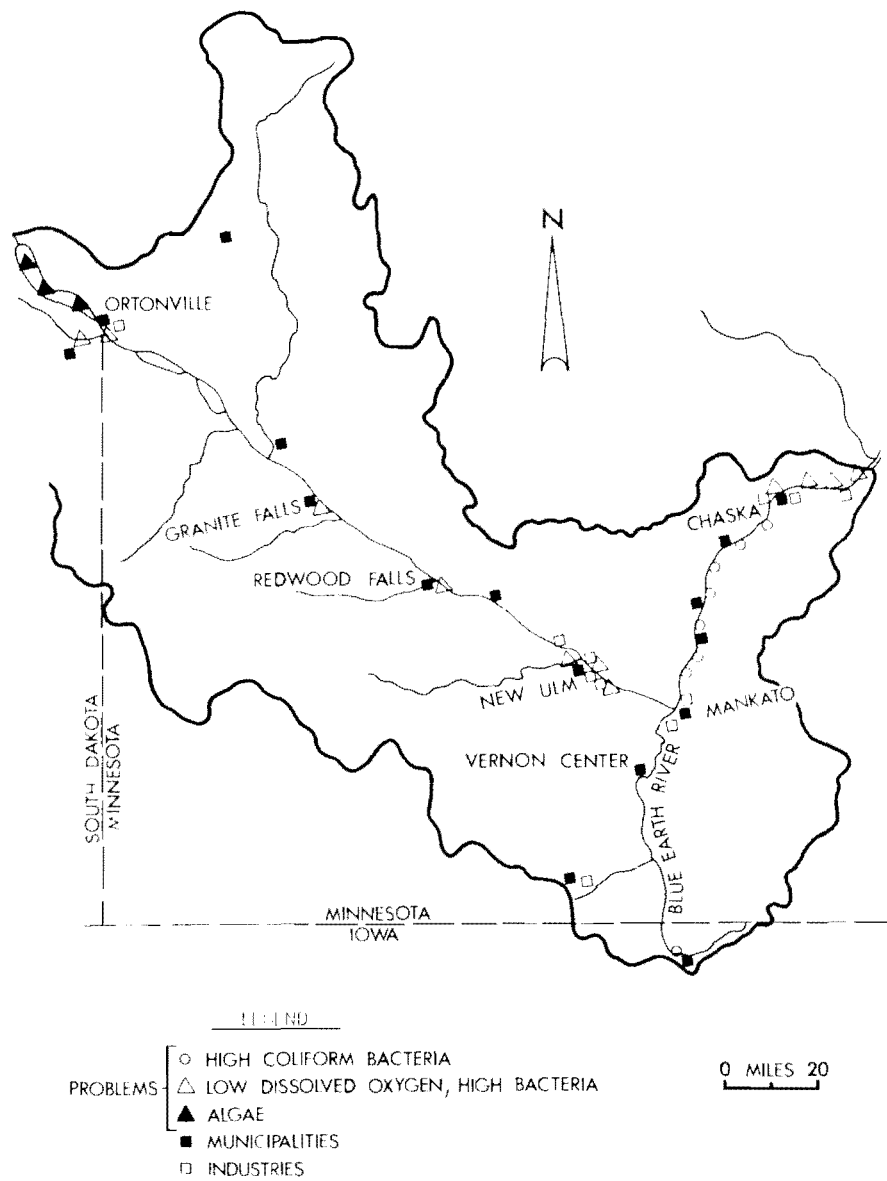 N
ORTONVILLE
GRANITE FALLS
CHASKA
REDWOOD FALLS
NEW ULM
MANKATO
VERNON CENTER
BLUE EARTH RIVER
SOUTH DAKOTA
MINNESOTA
MINNESOTA
IOWA
LEGEND
PROBLEMS
HIGH COLIFORM BACTERIA
LOW DISSOLVED OXYGEN, HIGH BACTERIA
ALGAE
MUNICIPALITIES
INDUSTRIES
0 MILES 20